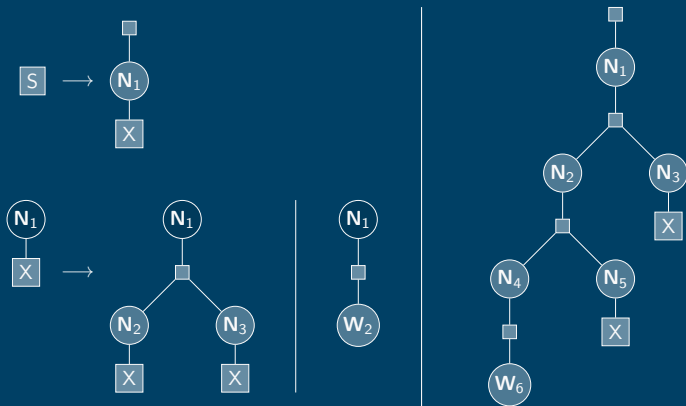 S → N₁
X
N₁
X
→
N₁
N₂ N₃
X X
N₁
W₂
N₁
N₂ N₃
X
N₄ N₅
X
W₆